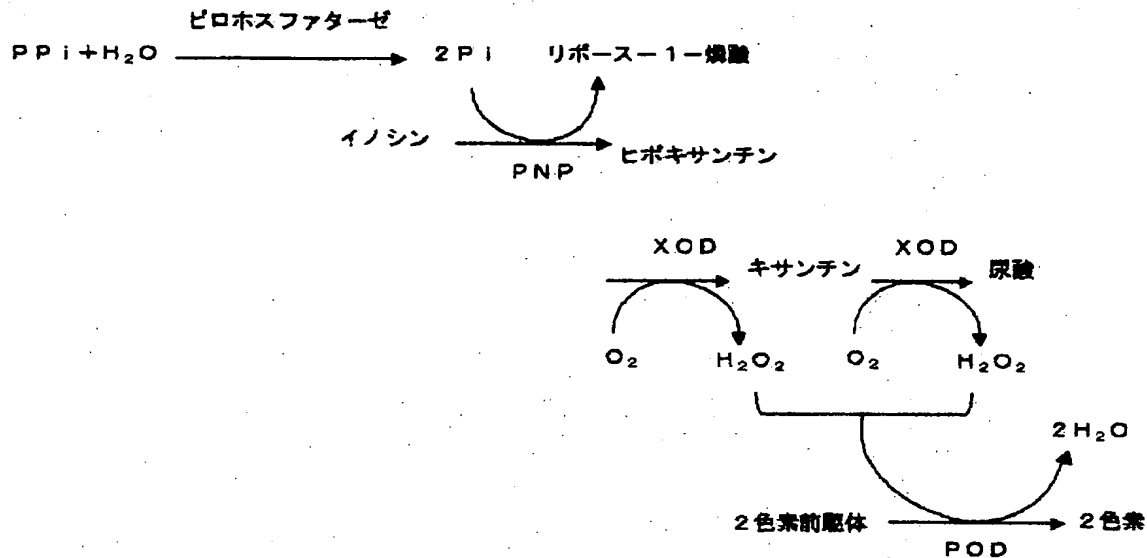 ピロホスファターゼ
PPi+H₂O 2Pi リボース－1－燐酸
イノシン ヒポキサンチン
PNP
XOD XOD
キサンチン 尿酸
O₂ H₂O₂ O₂ H₂O₂
2H₂O
2色素前駆体 2色素
POD